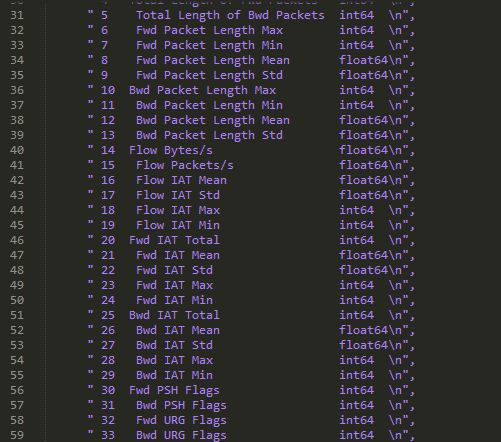 31 " 5 Total Length of Bwd Packets int64 \n",
32 " 6 Fwd Packet Length Max int64 \n",
33 " 7 Fwd Packet Length Min int64 \n",
34 " 8 Fwd Packet Length Mean float64\n",
35 " 9 Fwd Packet Length Std float64\n",
36 " 10 Bwd Packet Length Max int64 \n",
37 " 11 Bwd Packet Length Min int64 \n",
38 " 12 Bwd Packet Length Mean float64\n",
39 " 13 Bwd Packet Length Std float64\n",
40 " 14 Flow Bytes/s float64\n",
41 " 15 Flow Packets/s float64\n",
42 " 16 Flow IAT Mean float64\n",
43 " 17 Flow IAT Std float64\n",
44 " 18 Flow IAT Max int64 \n",
45 " 19 Flow IAT Min int64 \n",
46 " 20 Fwd IAT Total int64 \n",
47 " 21 Fwd IAT Mean float64\n",
48 " 22 Fwd IAT Std float64\n",
49 " 23 Fwd IAT Max int64 \n",
50 " 24 Fwd IAT Min int64 \n",
51 " 25 Bwd IAT Total int64 \n",
52 " 26 Bwd IAT Mean float64\n",
53 " 27 Bwd IAT Std float64\n",
54 " 28 Bwd IAT Max int64 \n",
55 " 29 Bwd IAT Min int64 \n",
56 " 30 Fwd PSH Flags int64 \n",
57 " 31 Bwd PSH Flags int64 \n",
58 " 32 Fwd URG Flags int64 \n",
59 " 33 Bwd URG Flags int64 \n",